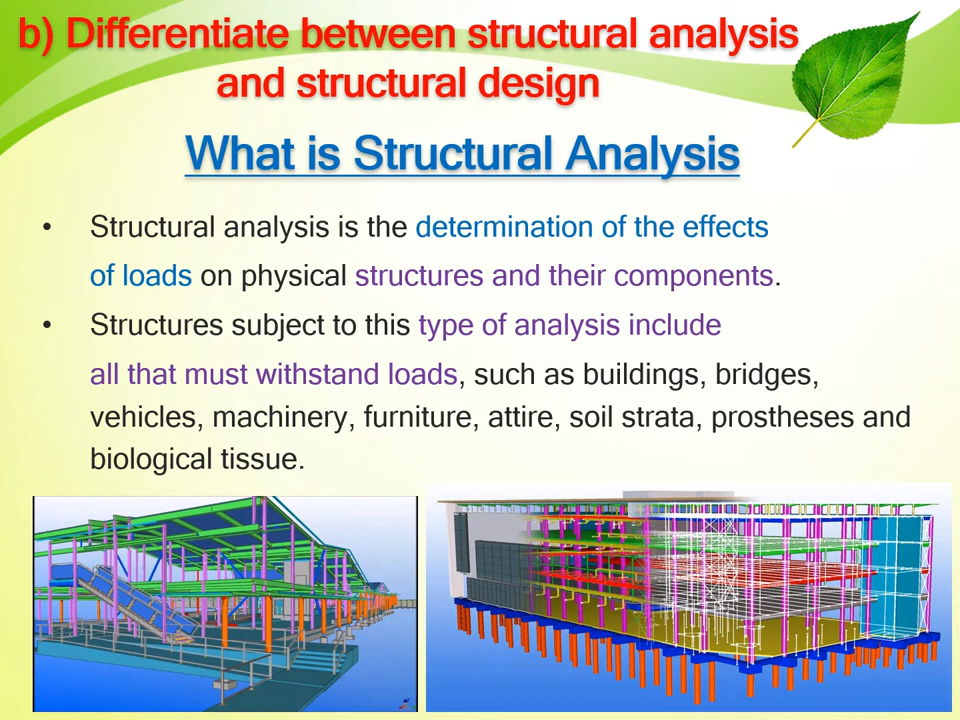 b) Differentiate between structural analysis
and structural design
What is Structural Analysis
• Structural analysis is the determination of the effects
of loads on physical structures and their components.
• Structures subject to this type of analysis include
all that must withstand loads, such as buildings, bridges,
vehicles, machinery, furniture, attire, soil strata, prostheses and
biological tissue.